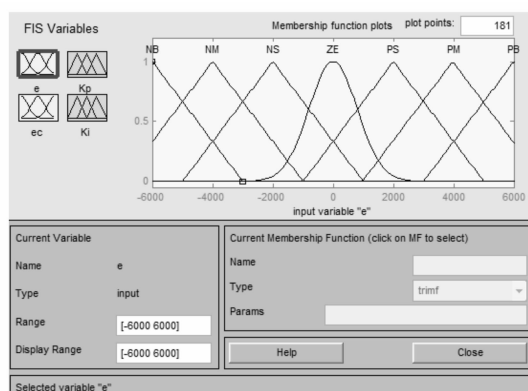 FIS Variables
Membership function plots
plot points:
181
NB NM NS ZE PS PM PB
e
Kp
ec
Ki
1
0.5
0
-6000 -4000 -2000 0 2000 4000 6000
input variable "e"
Current Variable
Name e
Type input
Range [-6000 6000]
Display Range [-6000 6000]
Current Membership Function (click on MF to select)
Name
Type trimf
Params
Help
Close
Selected variable "e"